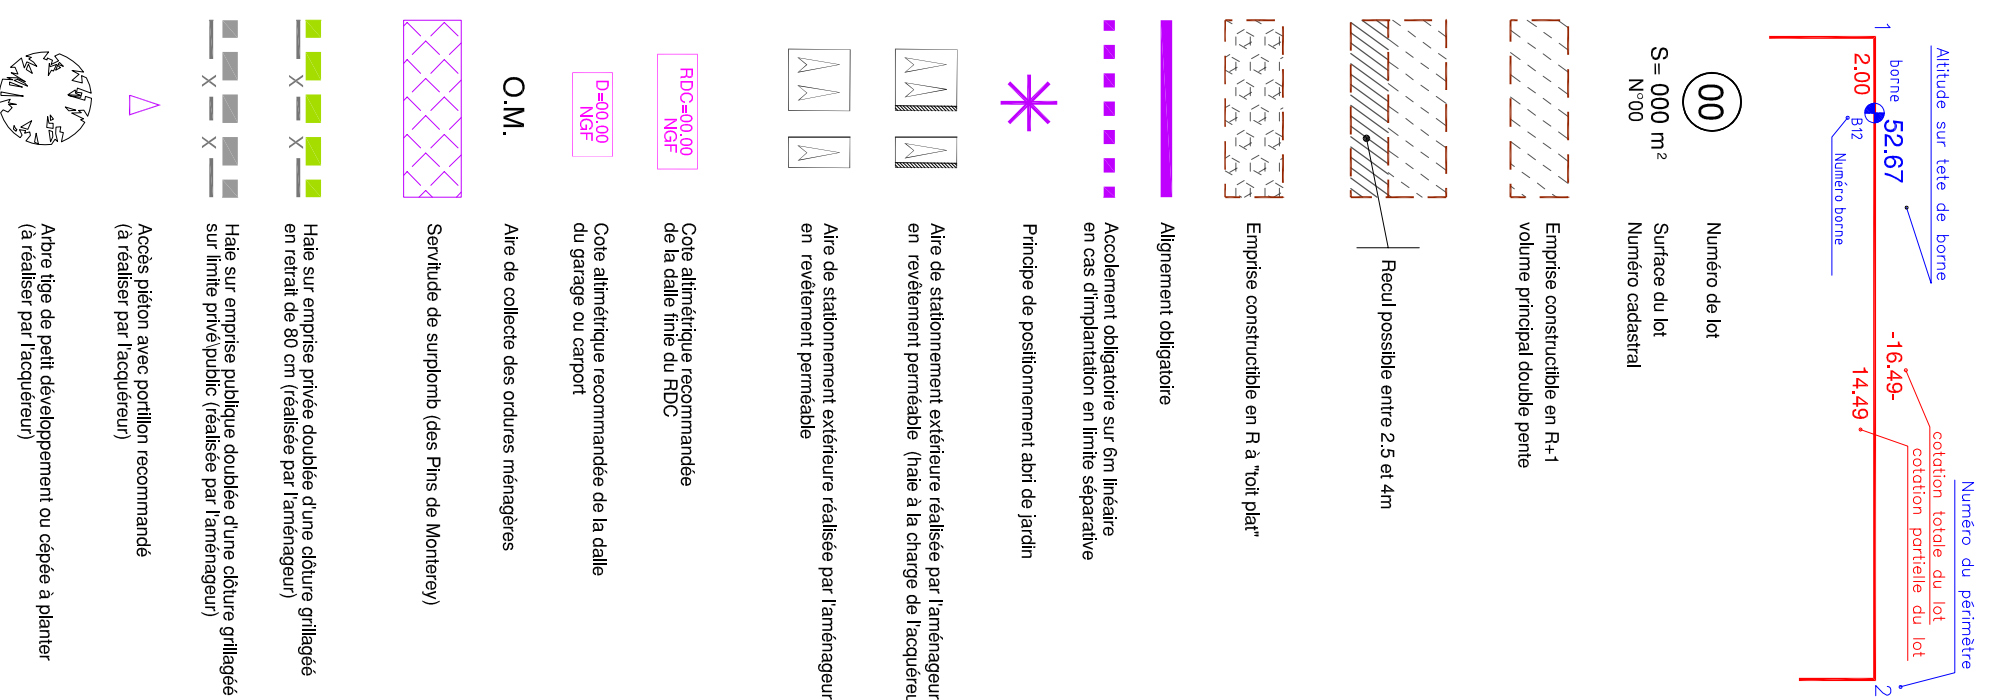 Altitude sur tete de borne
1
borne
52.67
2.00
B12
Numéro borne
-16.49-
14.49
cotation totale du lot
cotation partielle du lot
Numéro du périmètre
2
00
Numéro de lot
S= 000 m²
N°00
Surface du lot
Numéro cadastral
Emprise constructible en R+1
volume principal double pente
Recul possible entre 2.5 et 4m
Emprise constructible en R à "toit plat"
Alignement obligatoire
Accolement obligatoire sur 6m linéaire
en cas d'implantation en limite séparative
Principe de positionnement abri de jardin
Aire de stationnement extérieure réalisée par l'aménageur
en revêtement perméable (haie à la charge de l'acquéreu
Aire de stationnement extérieure réalisée par l'aménageur
en revêtement perméable
RDC=00.00
NGF
Cote altimétrique recommandée
de la dalle finie du RDC
D=00.00
NGF
Cote altimétrique recommandée de la dalle
du garage ou carport
O.M.
Aire de collecte des ordures ménagères
Servitude de surplomb (des Pins de Monterey)
Haie sur emprise privée doublée d'une clôture grillagéé
en retrait de 80 cm (réalisée par l'aménageur)
Haie sur emprise publique doublée d'une clôture grillagéé
sur limite privé\public (réalisée par l'aménageur)
Accès piéton avec portillon recommandé
(à réaliser par l'acquéreur)
Arbre tige de petit développement ou cépée à planter
(à réaliser par l'acquéreur)